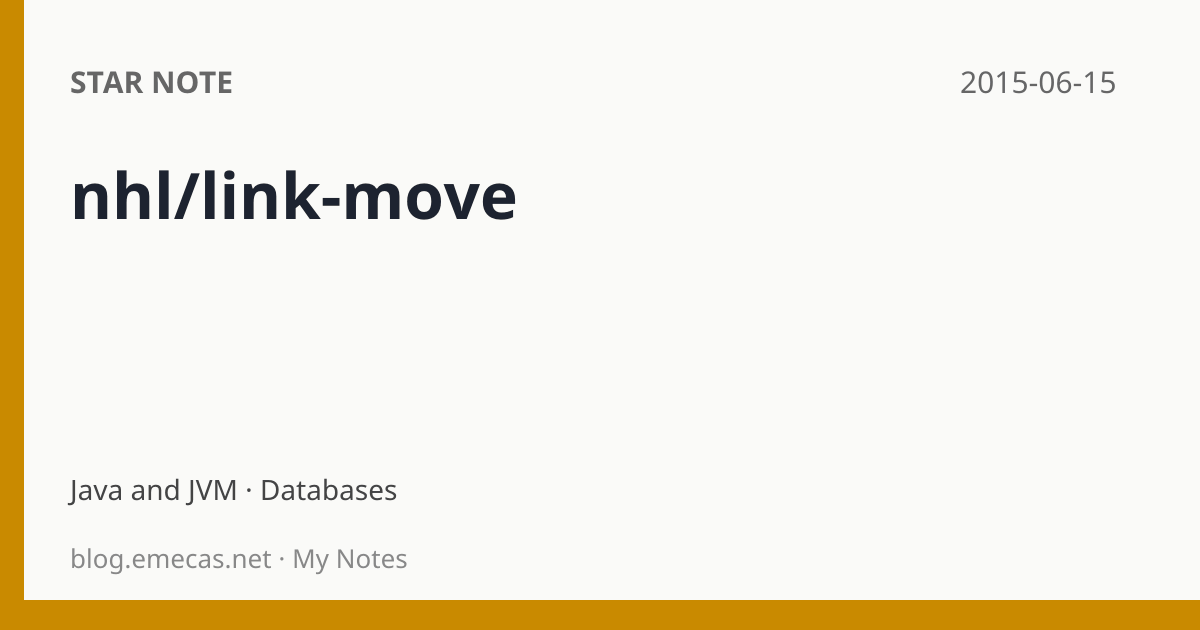 STAR NOTE
2015-06-15
nhl/link-move
Java and JVM · Databases
blog.emecas.net · My Notes